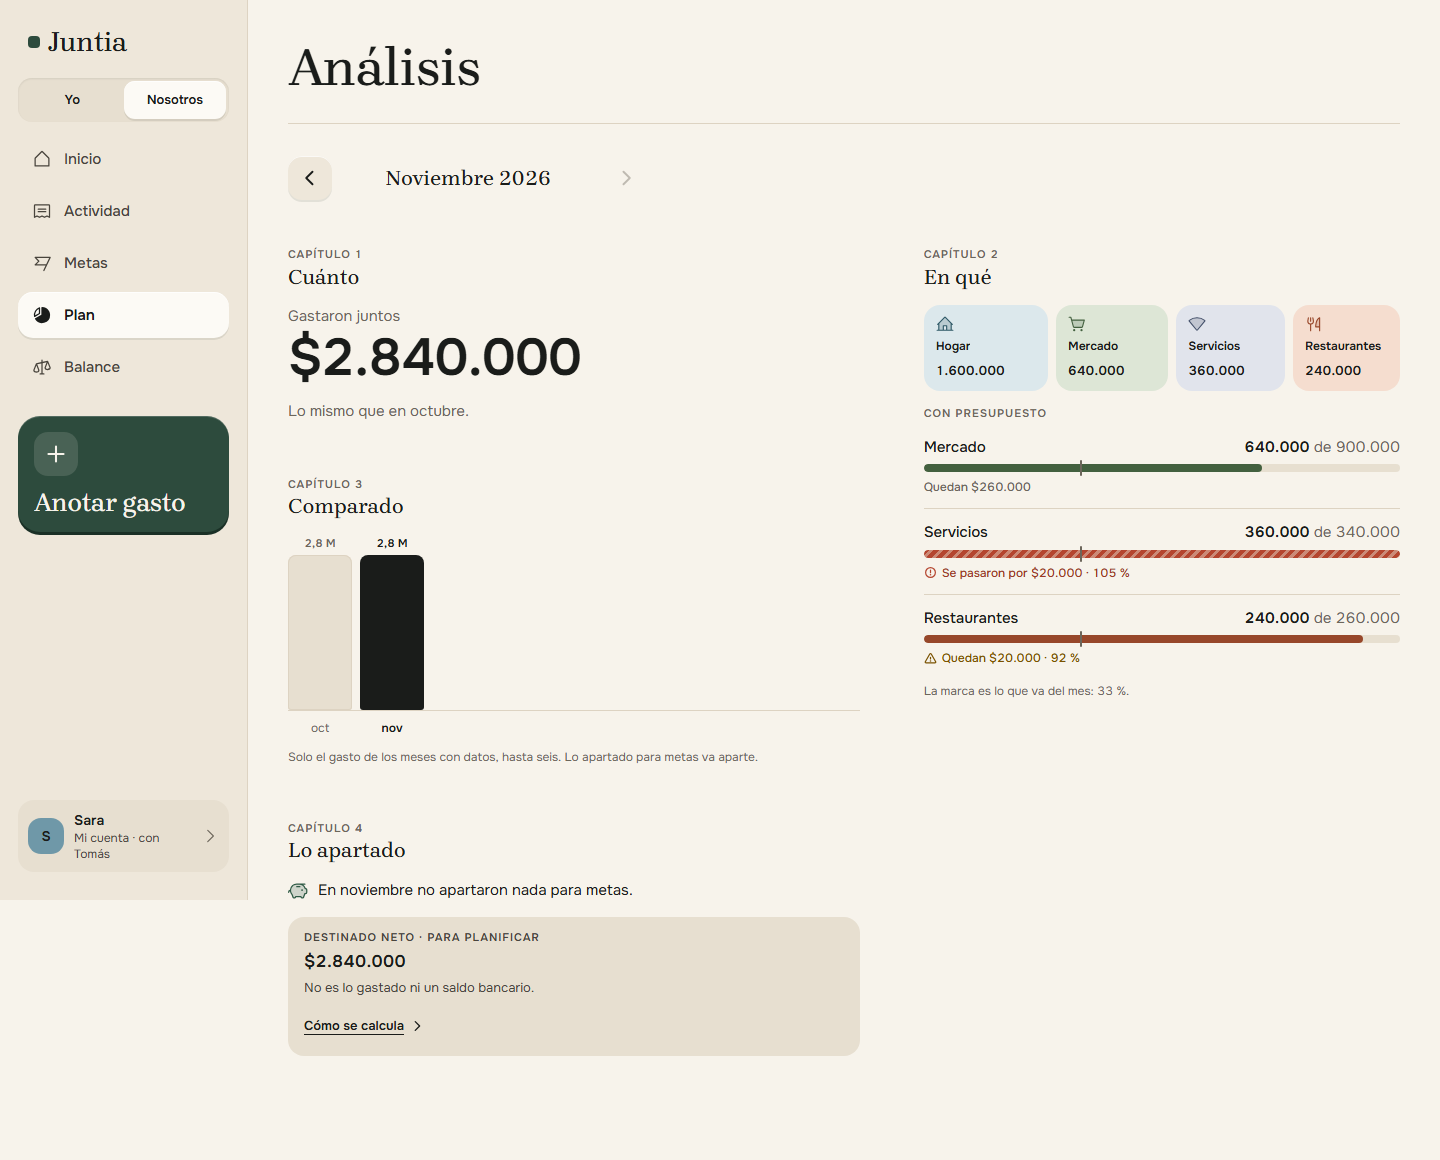 Juntia
Yo
Nosotros
Inicio
Actividad
Metas
Plan
Balance
Anotar gasto
Sara
Mi cuenta · con
Tomás
S
Análisis
Noviembre 2026
CAPÍTULO 1
Cuánto
Gastaron juntos
$2.840.000
Lo mismo que en octubre.
CAPÍTULO 2
En qué
Hogar
1.600.000
Mercado
640.000
Servicios
360.000
Restaurantes
240.000
CON PRESUPUESTO
Mercado
640.000 de 900.000
Quedan $260.000
Servicios
360.000 de 340.000
Se pasaron por $20.000 · 105 %
Restaurantes
240.000 de 260.000
Quedan $20.000 · 92 %
La marca es lo que va del mes: 33 %.
CAPÍTULO 3
Comparado
2,8 M
2,8 M
oct
nov
Solo el gasto de los meses con datos, hasta seis. Lo apartado para metas va aparte.
CAPÍTULO 4
Lo apartado
En noviembre no apartaron nada para metas.
DESTINADO NETO · PARA PLANIFICAR
$2.840.000
No es lo gastado ni un saldo bancario.
Cómo se calcula